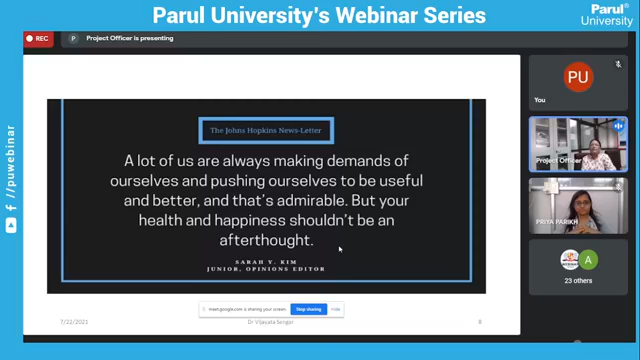 Parul University's Webinar Series
Parul®
University
REC
P Project Officer is presenting
The Johns Hopkins News-Letter
A lot of us are always making demands of
ourselves and pushing ourselves to be useful
and better, and that's admirable. But your
health and happiness shouldn't be an
afterthought.
SARAH Y. KIM
JUNIOR, OPINIONS EDITOR
meet.google.com is sharing your screen. Stop sharing Hide
7/22/2021 Dr Vijayata Sengar 8
PU
You
Project Officer
PRIYA PARIKH
A
23 others
/puwebinar